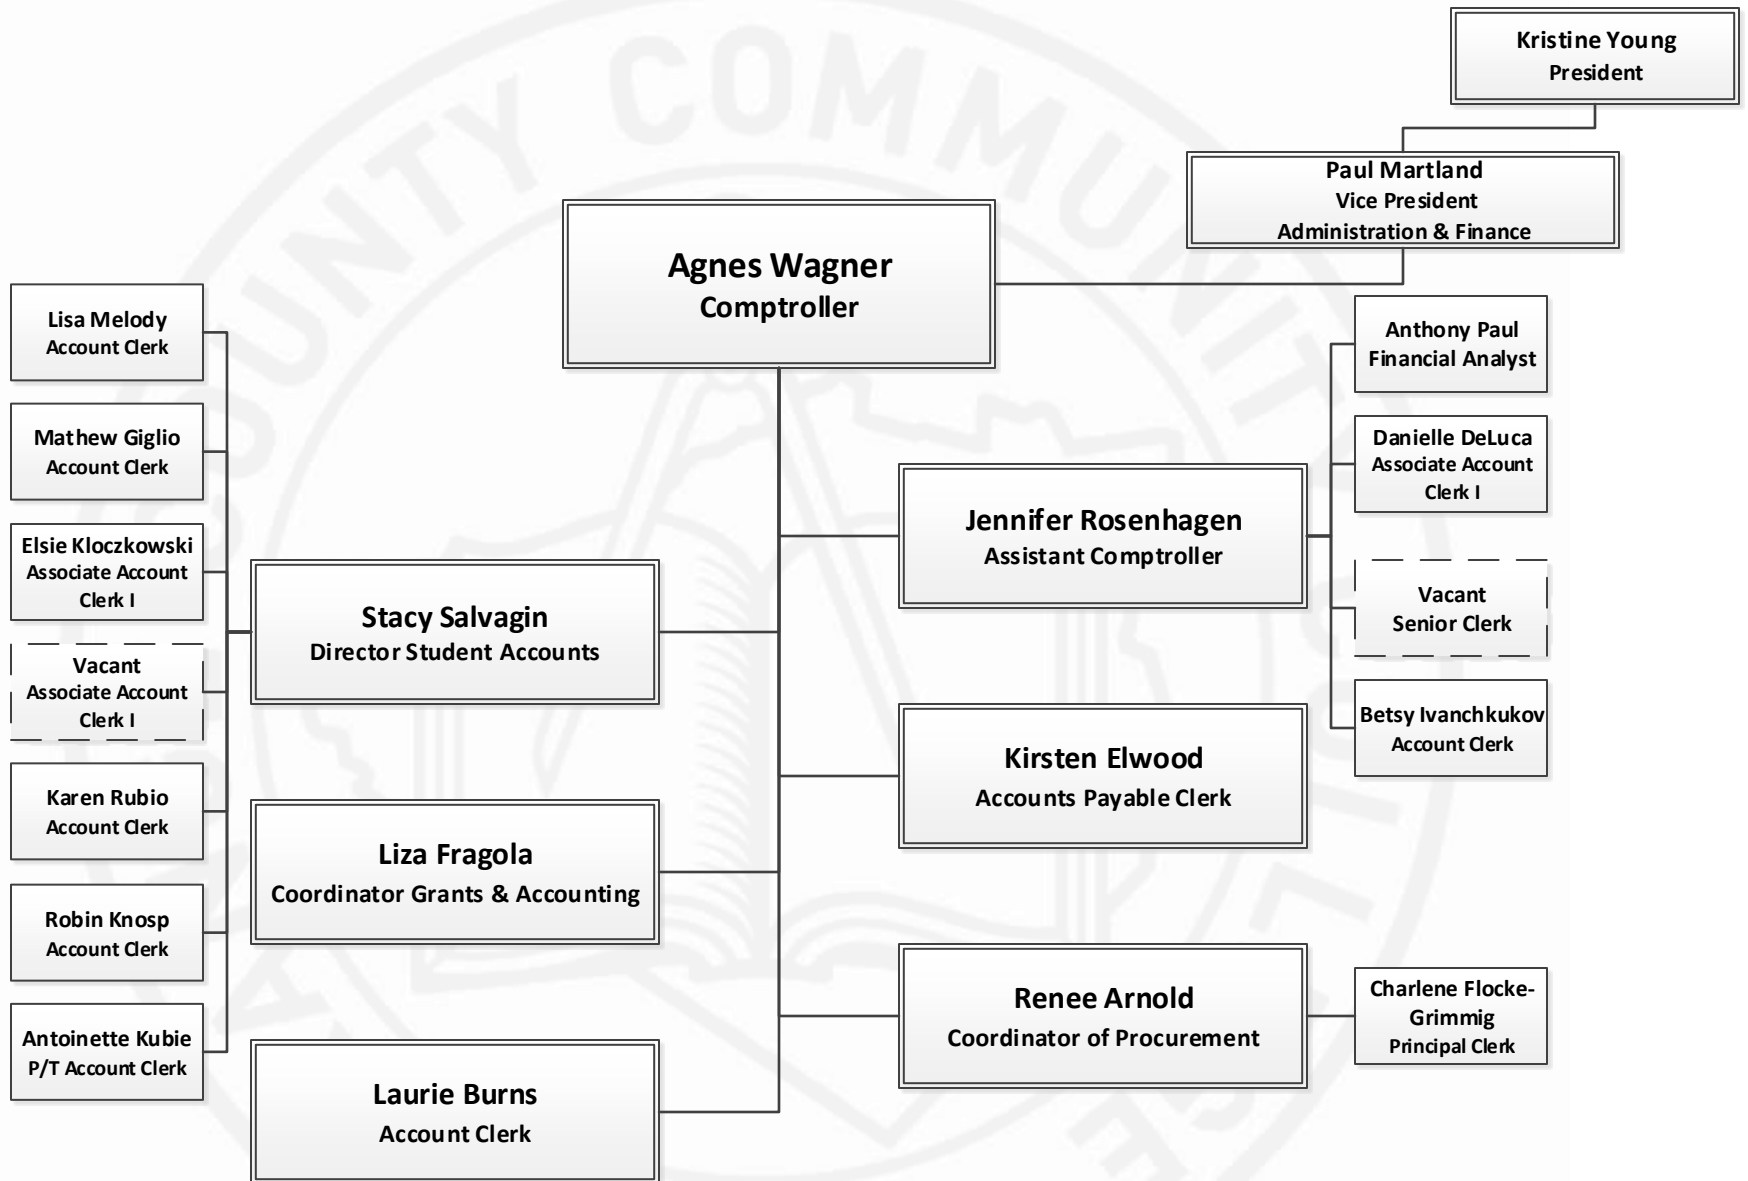 Kristine Young
President
Paul Martland
Vice President
Administration & Finance
Agnes Wagner
Comptroller
Lisa Melody
Account Clerk
Mathew Giglio
Account Clerk
Elsie Kloczkowski
Associate Account
Clerk I
Vacant
Associate Account
Clerk I
Karen Rubio
Account Clerk
Robin Knosp
Account Clerk
Antoinette Kubie
P/T Account Clerk
Stacy Salvagin
Director Student Accounts
Liza Fragola
Coordinator Grants & Accounting
Laurie Burns
Account Clerk
Jennifer Rosenhagen
Assistant Comptroller
Kirsten Elwood
Accounts Payable Clerk
Renee Arnold
Coordinator of Procurement
Anthony Paul
Financial Analyst
Danielle DeLuca
Associate Account
Clerk I
Vacant
Senior Clerk
Betsy Ivanchkukov
Account Clerk
Charlene Flocke-
Grimmig
Principal Clerk
COUNTY COMMUNITY